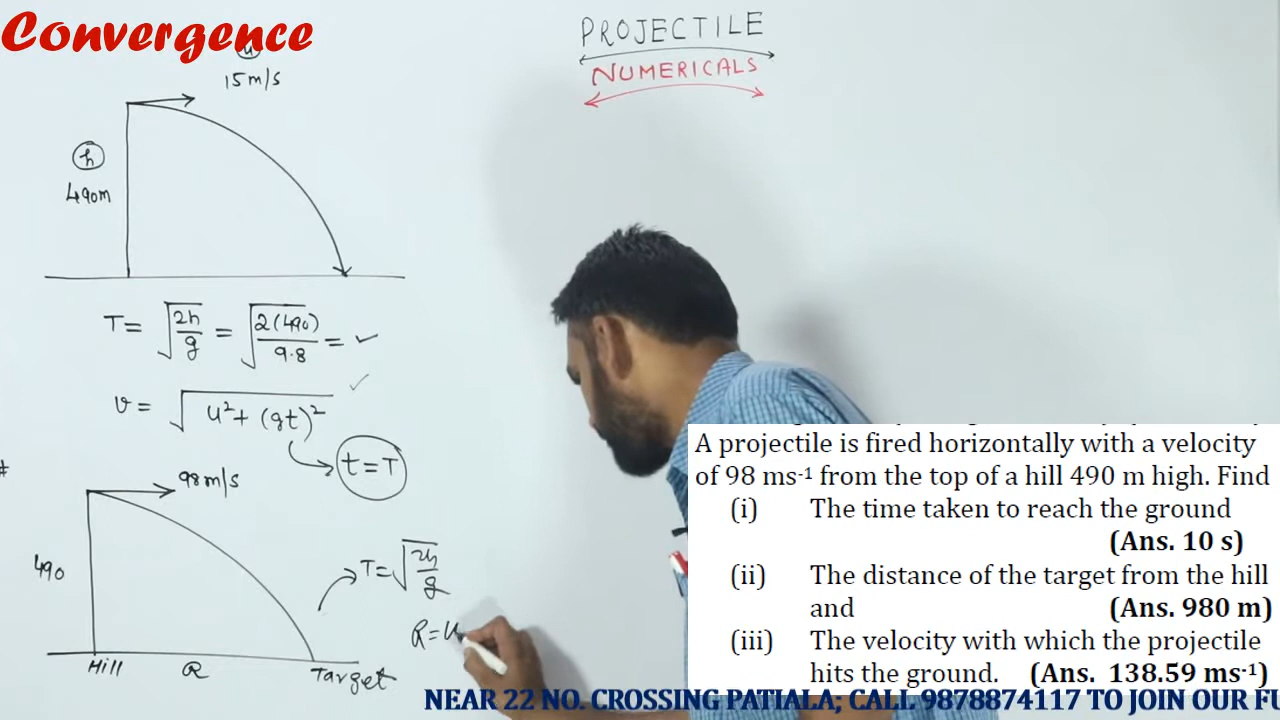 Convergence
PROJECTILE
NUMERICALS
u
15 m/s
h
490m
T = √(2h/g) = √(2(490)/9.8) = ✓
v = √(u² + (gt)²) ✓
t = T
#
98 m/s
490
T = √(2h/g)
R = u
Hill
R
Target
A projectile is fired horizontally with a velocity
of 98 ms⁻¹ from the top of a hill 490 m high. Find
(i) The time taken to reach the ground
(Ans. 10 s)
(ii) The distance of the target from the hill
and (Ans. 980 m)
(iii) The velocity with which the projectile
hits the ground. (Ans. 138.59 ms⁻¹)
NEAR 22 NO. CROSSING PATIALA; CALL 9878874117 TO JOIN OUR FU